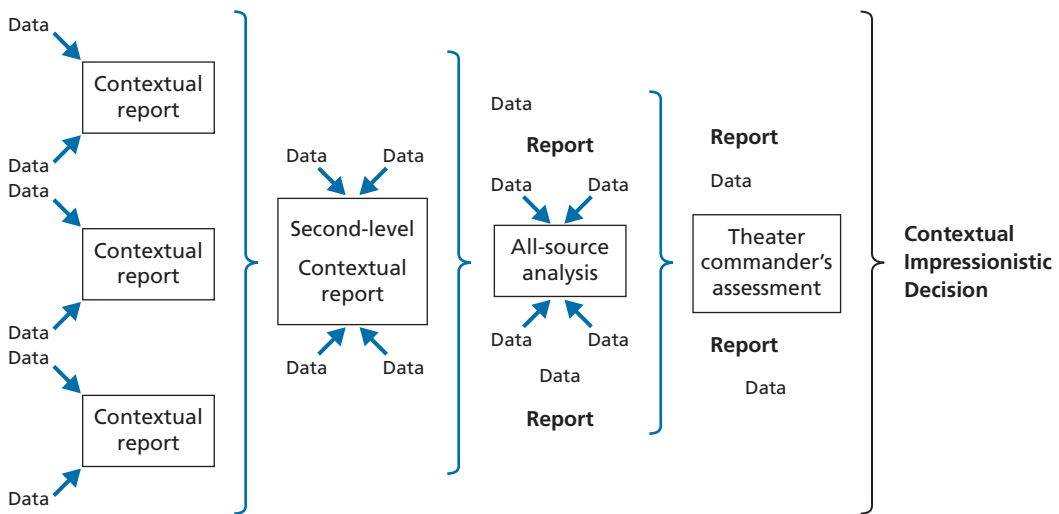 Data
Contextual
report
Data
Data
Contextual
report
Data
Data
Contextual
report
Data
Data
Data
Second-level
Contextual
report
Data
Data
Data
Report
Data
Data
All-source
analysis
Data
Data
Data
Report
Report
Data
Theater
commander’s
assessment
Report
Data
Contextual
Impressionistic
Decision